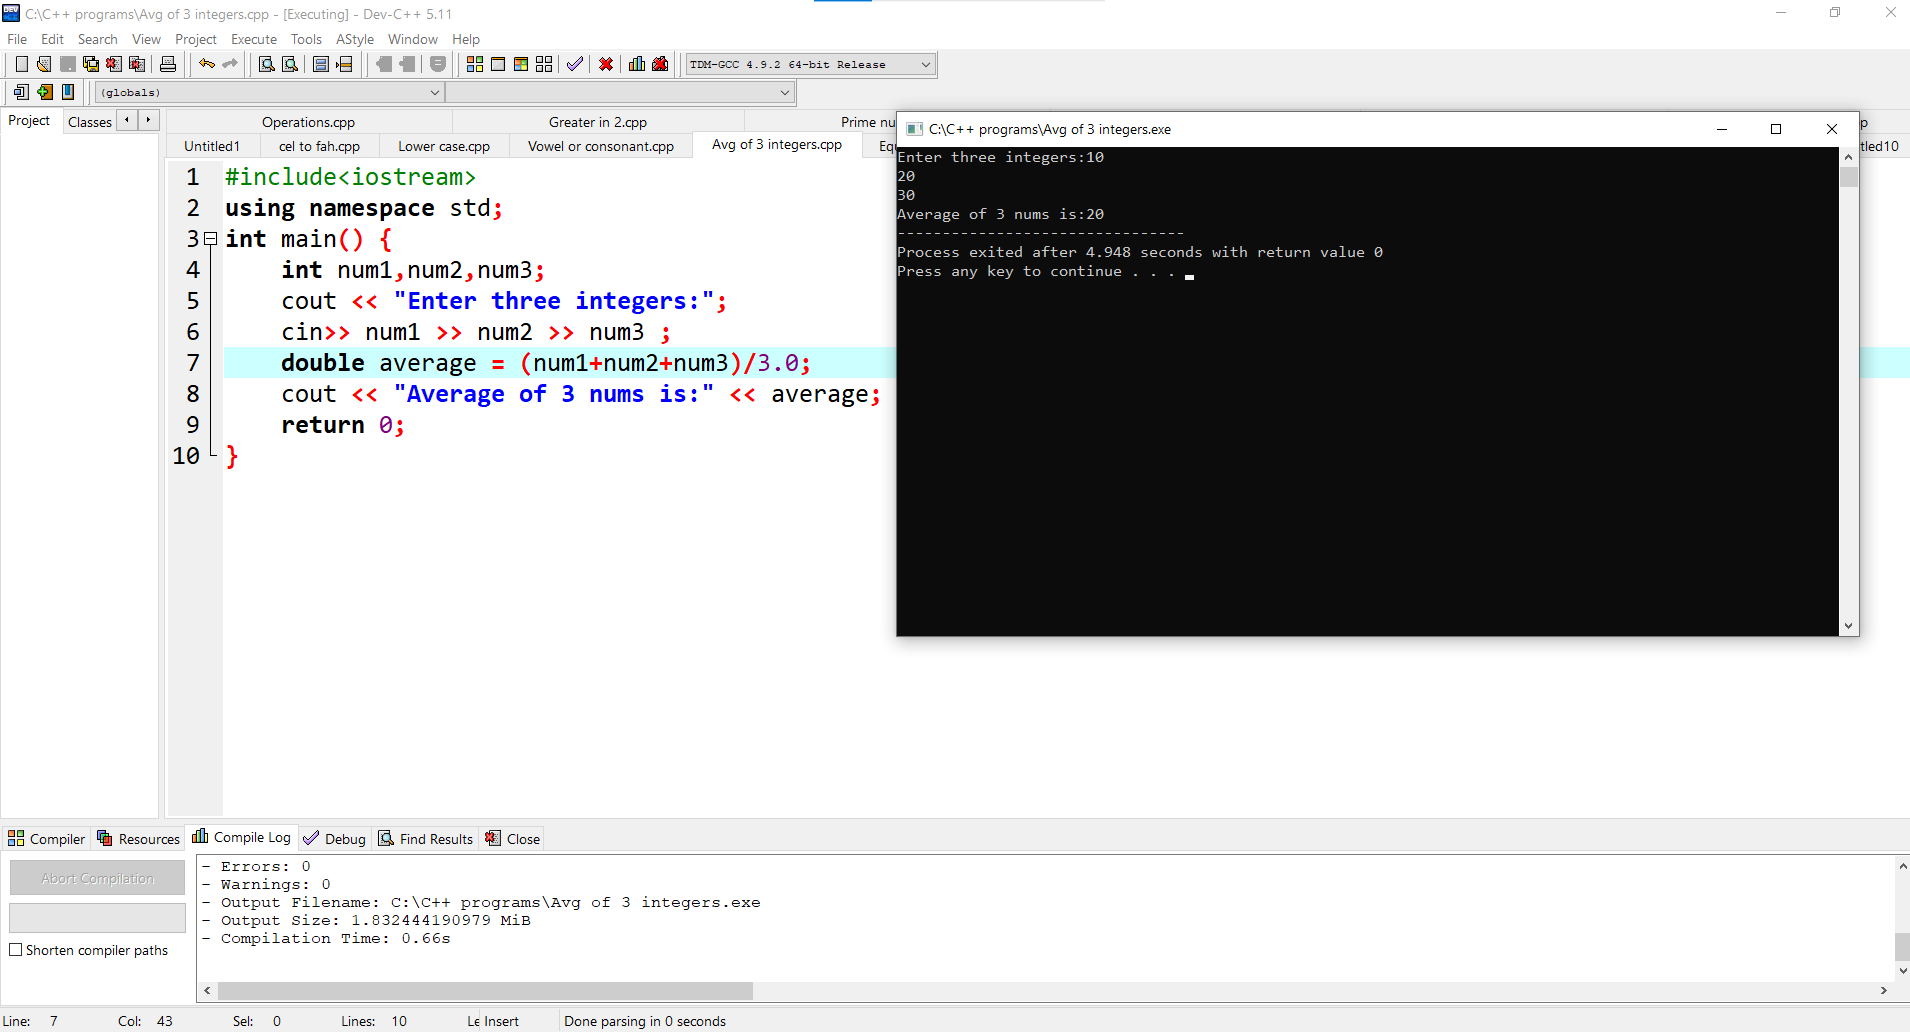 C:\C++ programs\Avg of 3 integers.cpp - [Executing] - Dev-C++ 5.11
File Edit Search View Project Execute Tools AStyle Window Help
TDM-GCC 4.9.2 64-bit Release
(globals)
Project Classes
Operations.cpp Greater in 2.cpp Prime nu
Untitled1 cel to fah.cpp Lower case.cpp Vowel or consonant.cpp Avg of 3 integers.cpp
tled10
1 #include<iostream>
2 using namespace std;
3 int main() {
4 int num1,num2,num3;
5 cout << "Enter three integers:";
6 cin>> num1 >> num2 >> num3 ;
7 double average = (num1+num2+num3)/3.0;
8 cout << "Average of 3 nums is:" << average;
9 return 0;
10 }
C:\C++ programs\Avg of 3 integers.exe
Enter three integers:10
20
30
Average of 3 nums is:20
--------------------------------
Process exited after 4.948 seconds with return value 0
Press any key to continue . . .
Compiler Resources Compile Log Debug Find Results Close
Abort Compilation
Shorten compiler paths
- Errors: 0
- Warnings: 0
- Output Filename: C:\C++ programs\Avg of 3 integers.exe
- Output Size: 1.832444190979 MiB
- Compilation Time: 0.66s
Line: 7 Col: 43 Sel: 0 Lines: 10 Le Insert Done parsing in 0 seconds